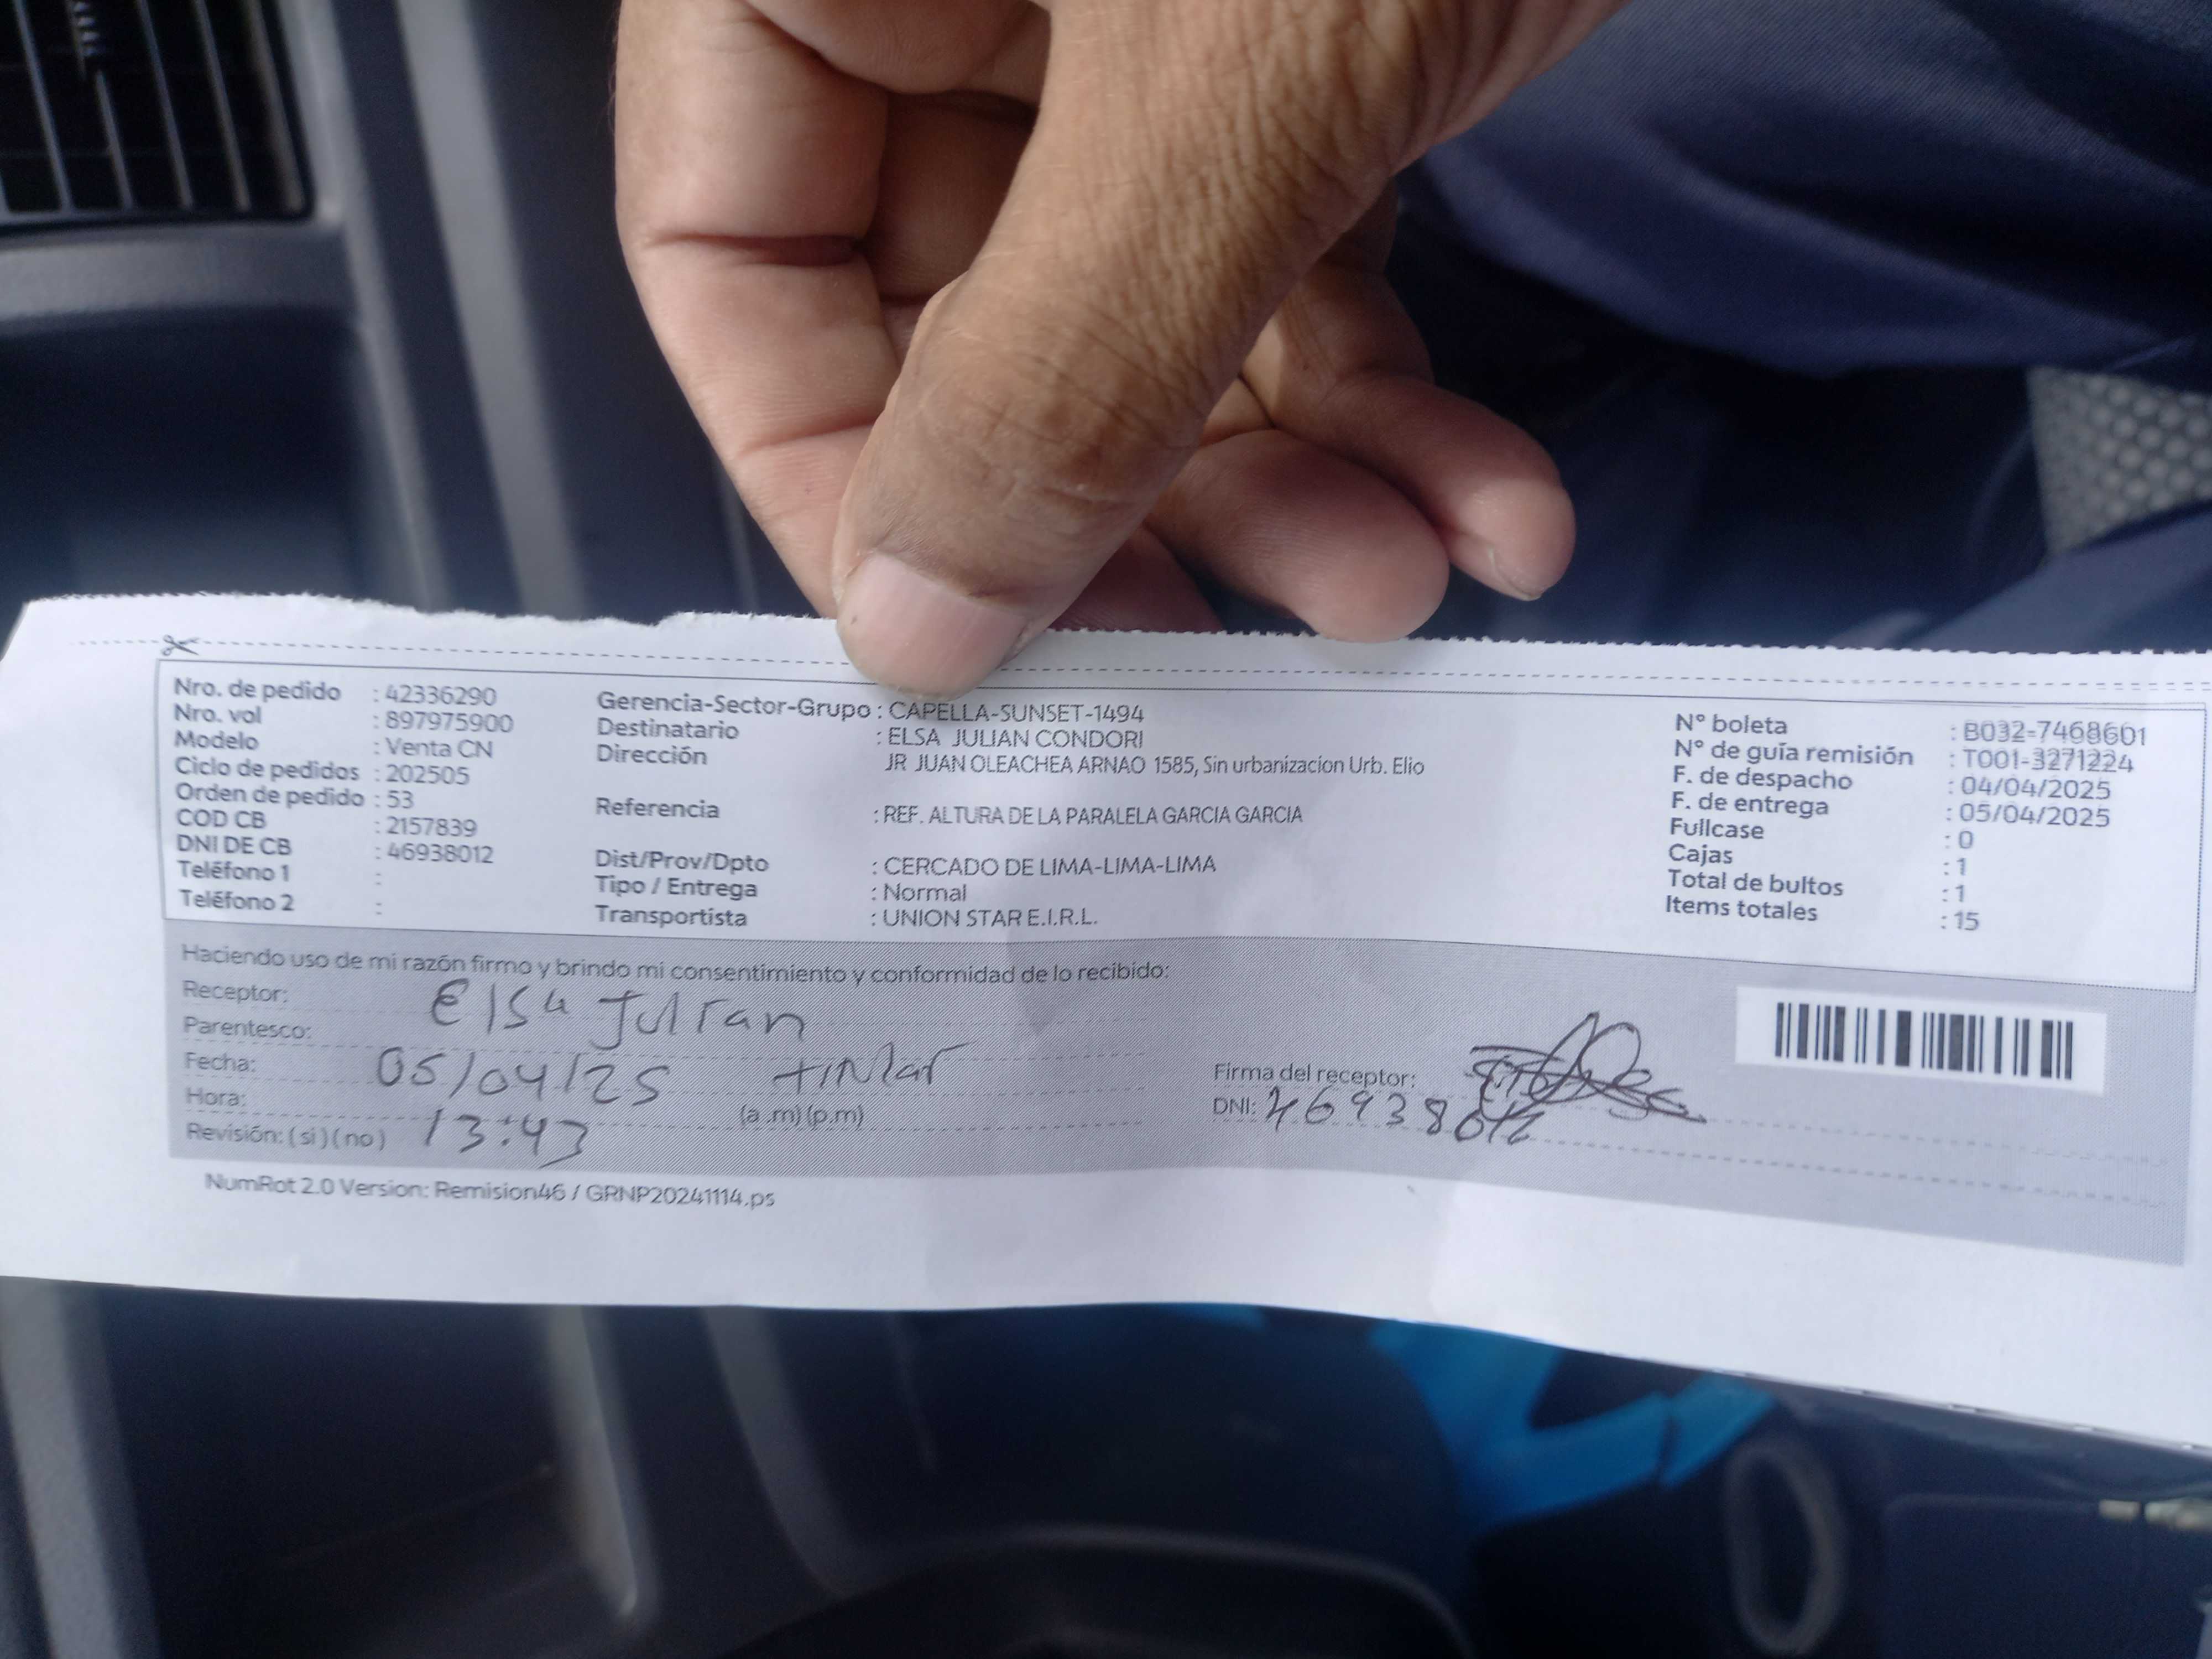 Nro. de pedido : 42336290
Nro. vol : 897975900
Modelo : Venta CN
Ciclo de pedidos : 202505
Orden de pedido : 53
COD CB : 2157839
DNI DE CB : 46938012
Teléfono 1 :
Teléfono 2 :
Gerencia-Sector-Grupo : CAPELLA-SUNSET-1494
Destinatario : ELSA JULIAN CONDORI
Dirección JR JUAN OLEACHEA ARNAO 1585, Sin urbanizacion Urb. Elio
Referencia : REF. ALTURA DE LA PARALELA GARCIA GARCIA
Dist/Prov/Dpto : CERCADO DE LIMA-LIMA-LIMA
Tipo / Entrega : Normal
Transportista : UNION STAR E.I.R.L.
N° boleta : B032-7468601
N° de guía remisión : T001-3271224
F. de despacho : 04/04/2025
F. de entrega : 05/04/2025
Fullcase : 0
Cajas : 1
Total de bultos : 1
Items totales : 15
Haciendo uso de mi razón firmo y brindo mi consentimiento y conformidad de lo recibido:
Receptor: Elsa Julian
Parentesco:
Fecha: 05/04/25
Hora: 13:43 (a.m) (p.m)
Revisión: (si) (no)
Firma del receptor:
DNI: 46938012
NumRot 2.0 Version: Remision46 / GRNP20241114.ps